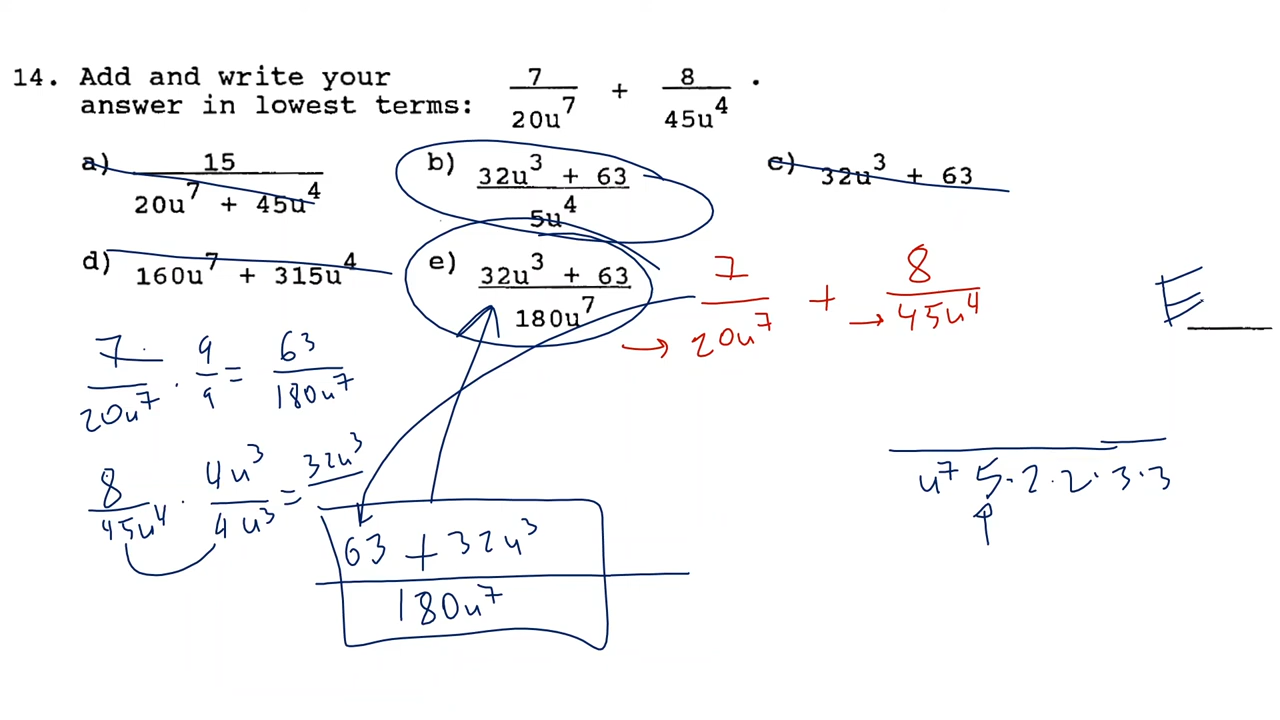 14. Add and write your answer in lowest terms: 7/20u^7 + 8/45u^4 .
a) 15/(20u^7 + 45u^4)
b) (32u^3 + 63)/5u^4
c) 32u^3 + 63
d) 160u^7 + 315u^4
e) (32u^3 + 63)/180u^7
7/20u^7 + 8/45u^4
E
7/20u^7 · 9/9 = 63/180u^7
8/45u^4 · 4u^3/4u^3 = 32u^3
u^7 5·2·2·3·3
(63 + 32u^3)/180u^7